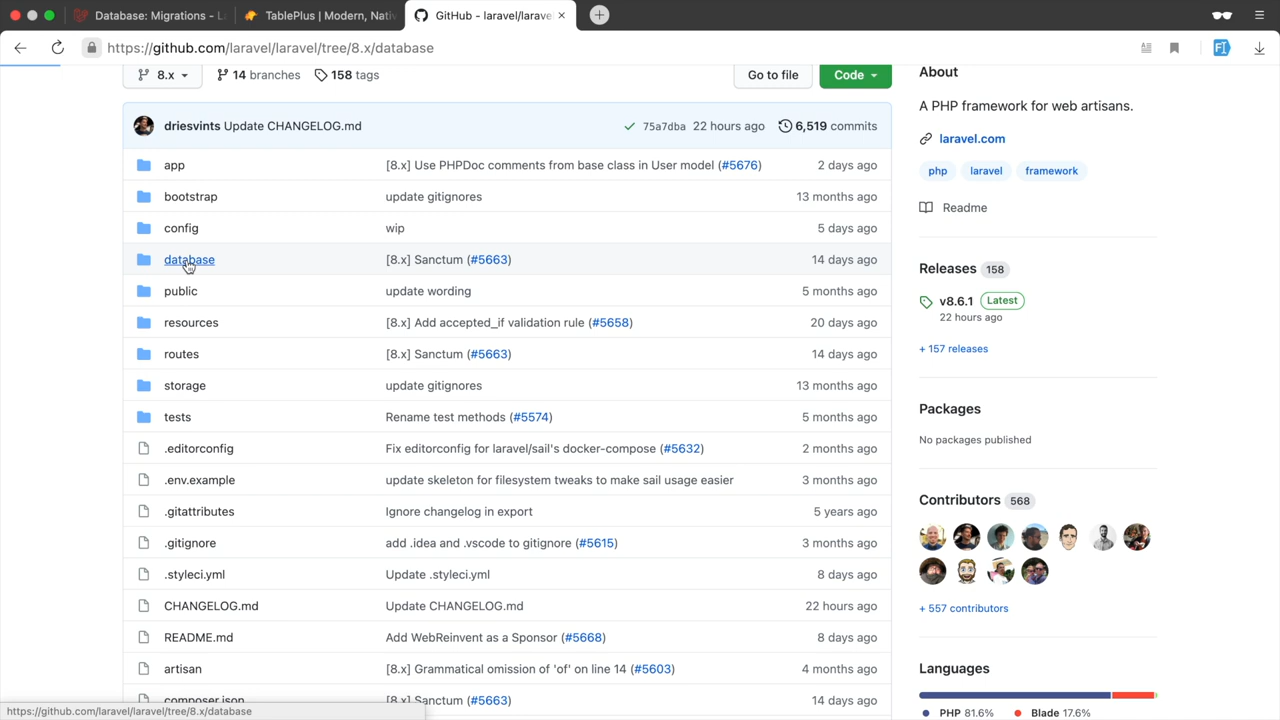 Database: Migrations - L
TablePlus | Modern, Nativ
GitHub - laravel/larave
https://github.com/laravel/laravel/tree/8.x/database
8.x
14 branches
158 tags
Go to file
Code
driesvints Update CHANGELOG.md
75a7dba 22 hours ago
6,519 commits
app [8.x] Use PHPDoc comments from base class in User model (#5676) 2 days ago
bootstrap update gitignores 13 months ago
config wip 5 days ago
database [8.x] Sanctum (#5663) 14 days ago
public update wording 5 months ago
resources [8.x] Add accepted_if validation rule (#5658) 20 days ago
routes [8.x] Sanctum (#5663) 14 days ago
storage update gitignores 13 months ago
tests Rename test methods (#5574) 5 months ago
.editorconfig Fix editorconfig for laravel/sail's docker-compose (#5632) 2 months ago
.env.example update skeleton for filesystem tweaks to make sail usage easier 3 months ago
.gitattributes Ignore changelog in export 5 years ago
.gitignore add .idea and .vscode to gitignore (#5615) 3 months ago
.styleci.yml Update .styleci.yml 8 days ago
CHANGELOG.md Update CHANGELOG.md 22 hours ago
README.md Add WebReinvent as a Sponsor (#5668) 8 days ago
artisan [8.x] Grammatical omission of 'of' on line 14 (#5603) 4 months ago
composer.json [8.x] Sanctum (#5663) 14 days ago
https://github.com/laravel/laravel/tree/8.x/database
About
A PHP framework for web artisans.
laravel.com
php laravel framework
Readme
Releases 158
v8.6.1 Latest
22 hours ago
+ 157 releases
Packages
No packages published
Contributors 568
+ 557 contributors
Languages
PHP 81.6% Blade 17.6%